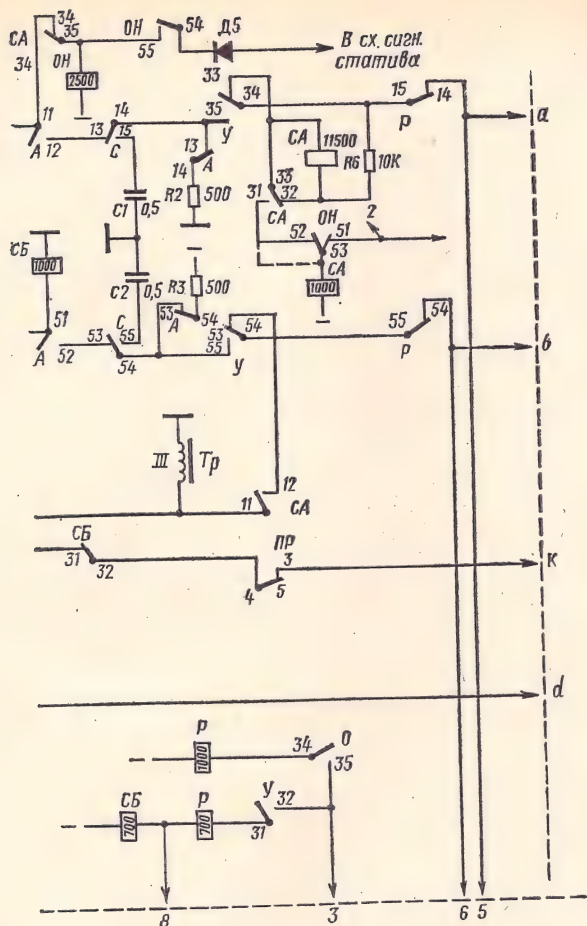 34
СА 35 ОН 54 Д5 В сх. сигн.
34 ОН 55 статива
2500 33 34
11 14 35 15 14 а
А 12 13 15 У СА Р
С 13 А 11500 R6 10К
14 33
С1 0,5 R2 500 31 32
СА ОН 2
52 51
53
СБ СА
1000 R3 500 1000
С2 0,5
51 С 53 А 54 54 55 54 в
А 52 53 55 53 Р
54 55 У
III Тр 12
11 СА
СБ ПР
31 32 3 к
4 5
d
Р О
1000 34 35
СБ Р У 32
700 700 31
8 3 6 5